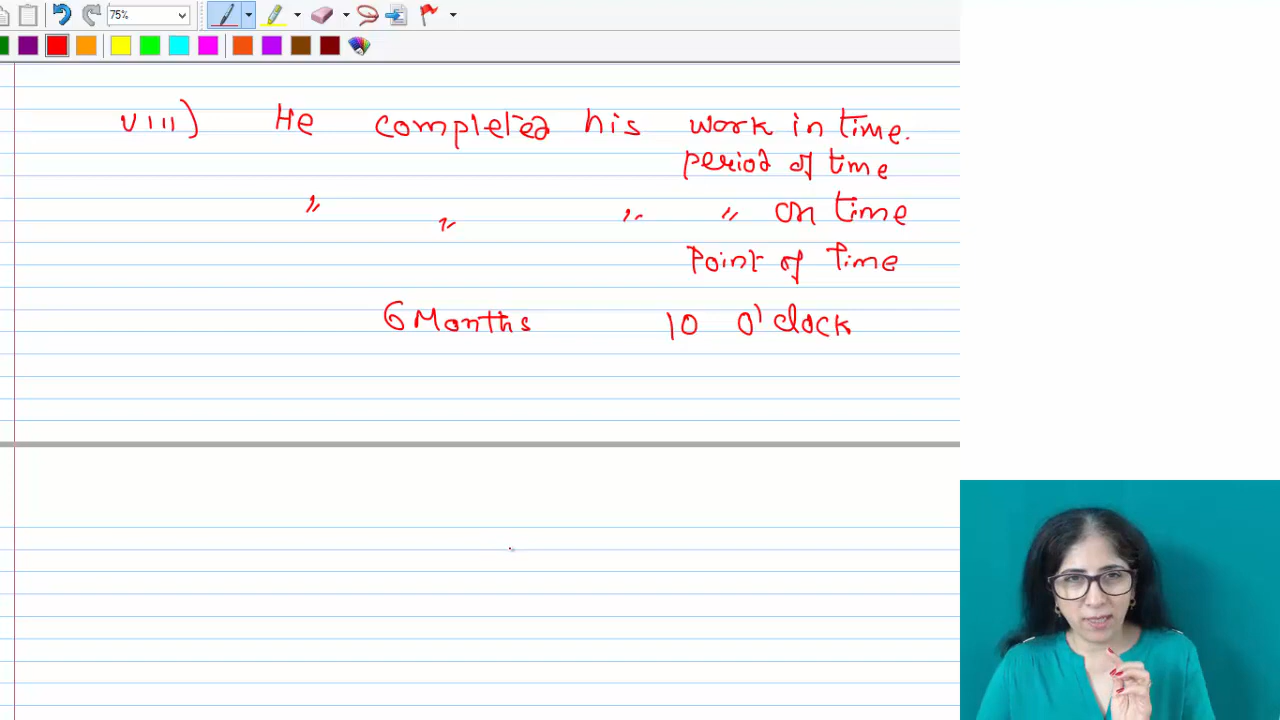 75%
viii) He completed his work in time.
period of time
" " " " on time
Point of Time
6 Months 10 O'clock